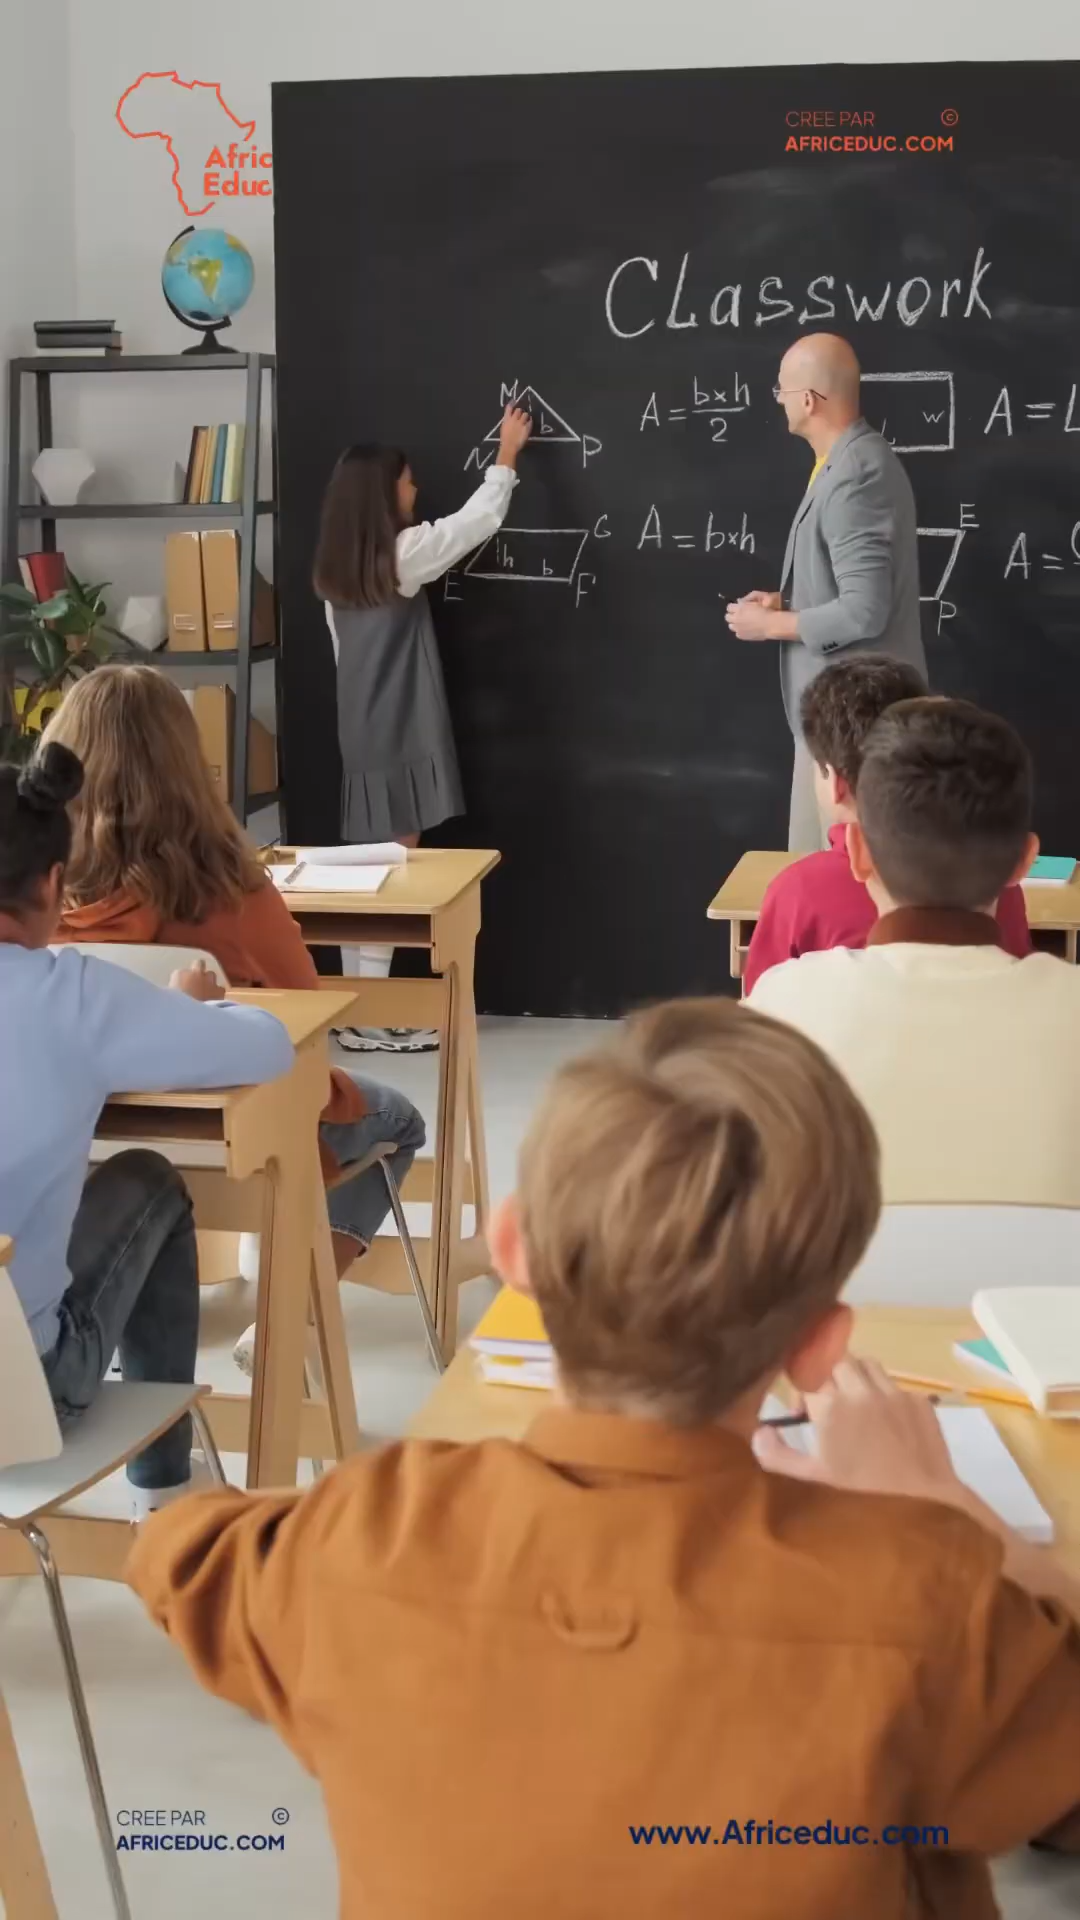 Afric
Educ
CREE PAR ©
AFRICEDUC.COM
Classwork
M
b
N P
A = b×h/2
w
A = L
G
h b
E F
A = b×h
E
P
A =
CREE PAR ©
AFRICEDUC.COM
www.Africeduc.com